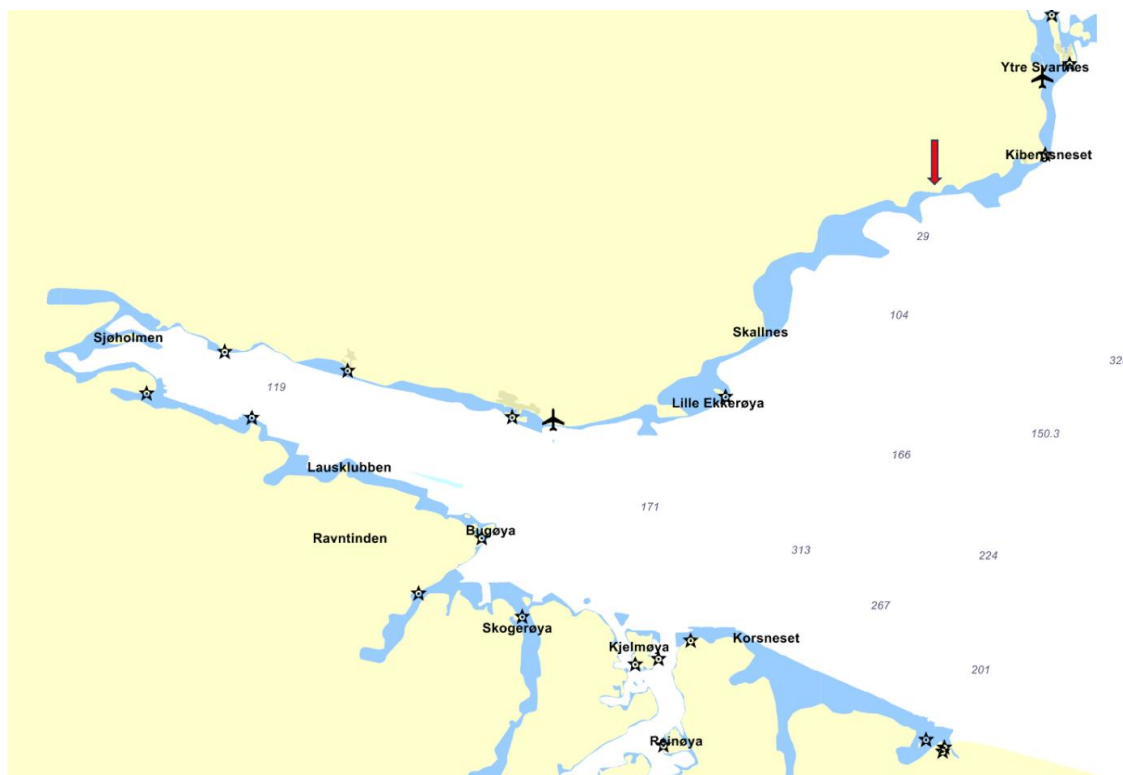 Ytre Svartnes
Kibergsneset
29
104
Skallnes
Sjøholmen
32
119
Lille Ekkerøya
150.3
166
Lausklubben
171
Bugøya
Ravntinden
313
224
267
Skogerøya
Korsneset
Kjelmøya
201
Reinøya